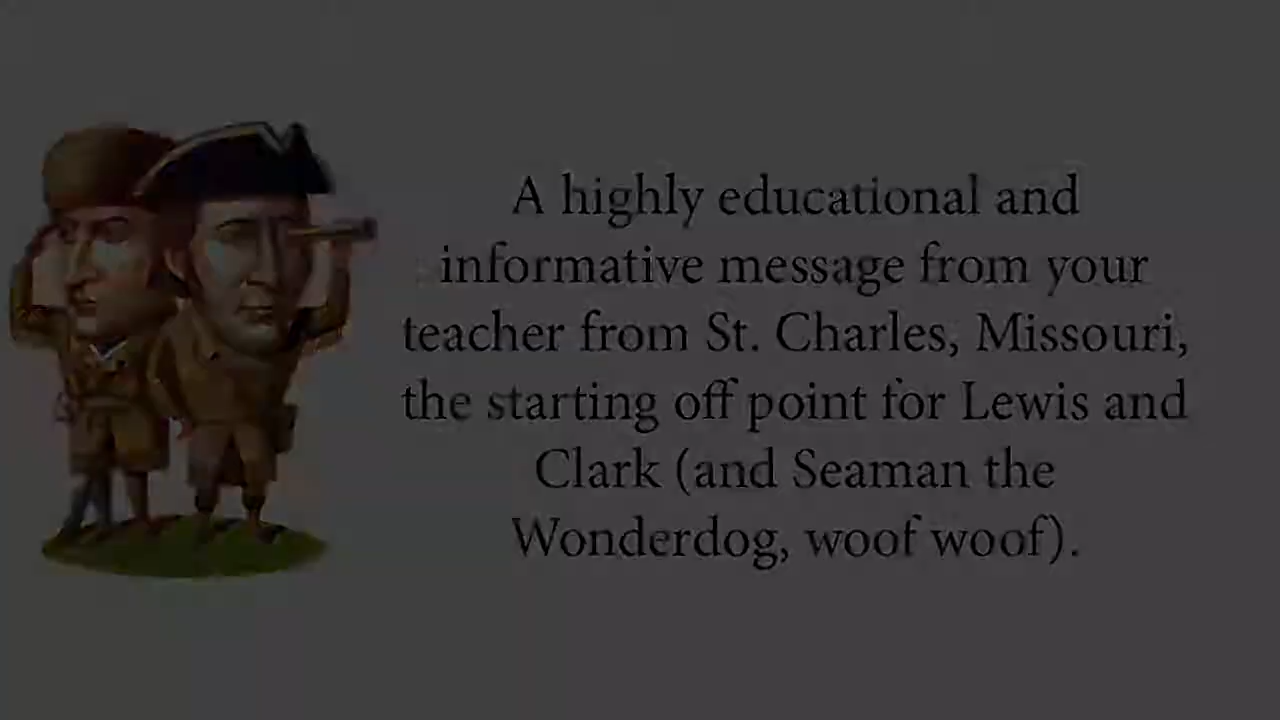 A highly educational and
informative message from your
teacher from St. Charles, Missouri,
the starting off point for Lewis and
Clark (and Seaman the
Wonderdog, woof woof).